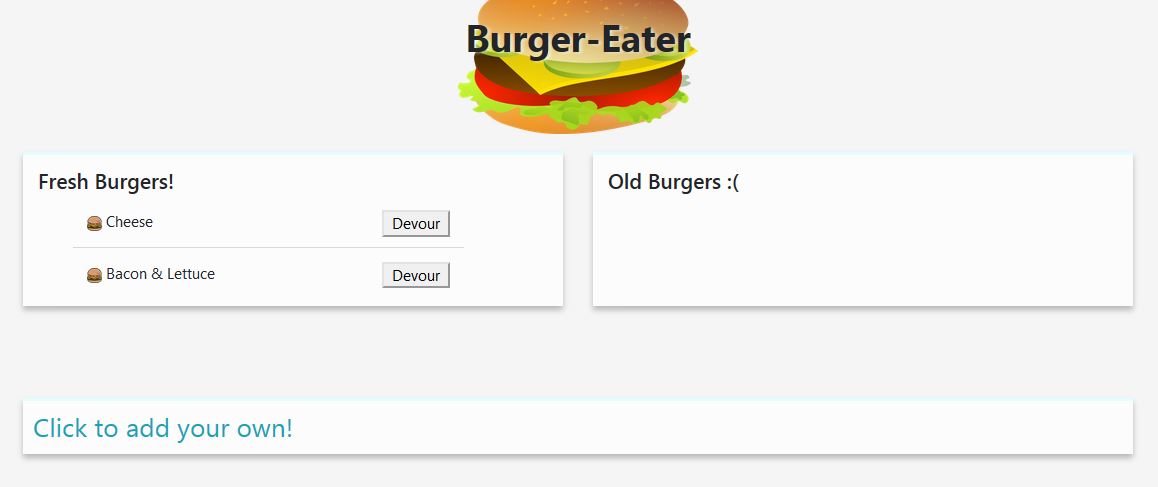 Burger-Eater
Fresh Burgers!
Cheese
Devour
Bacon & Lettuce
Devour
Old Burgers :(
Click to add your own!